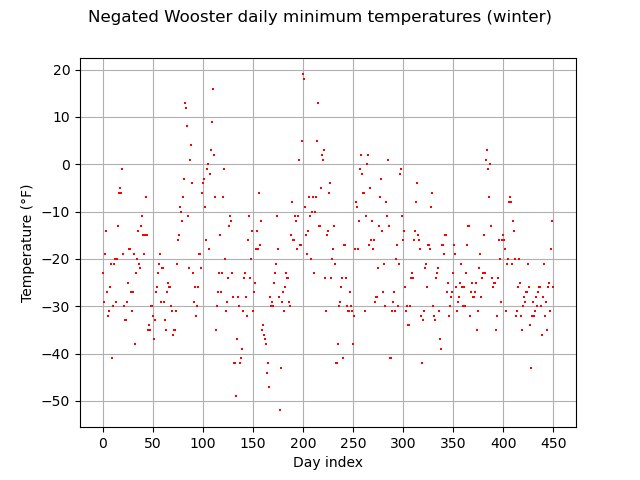 Negated Wooster daily minimum temperatures (winter)
20
10
0
−10
−20
−30
−40
−50
Temperature (°F)
0 50 100 150 200 250 300 350 400 450
Day index